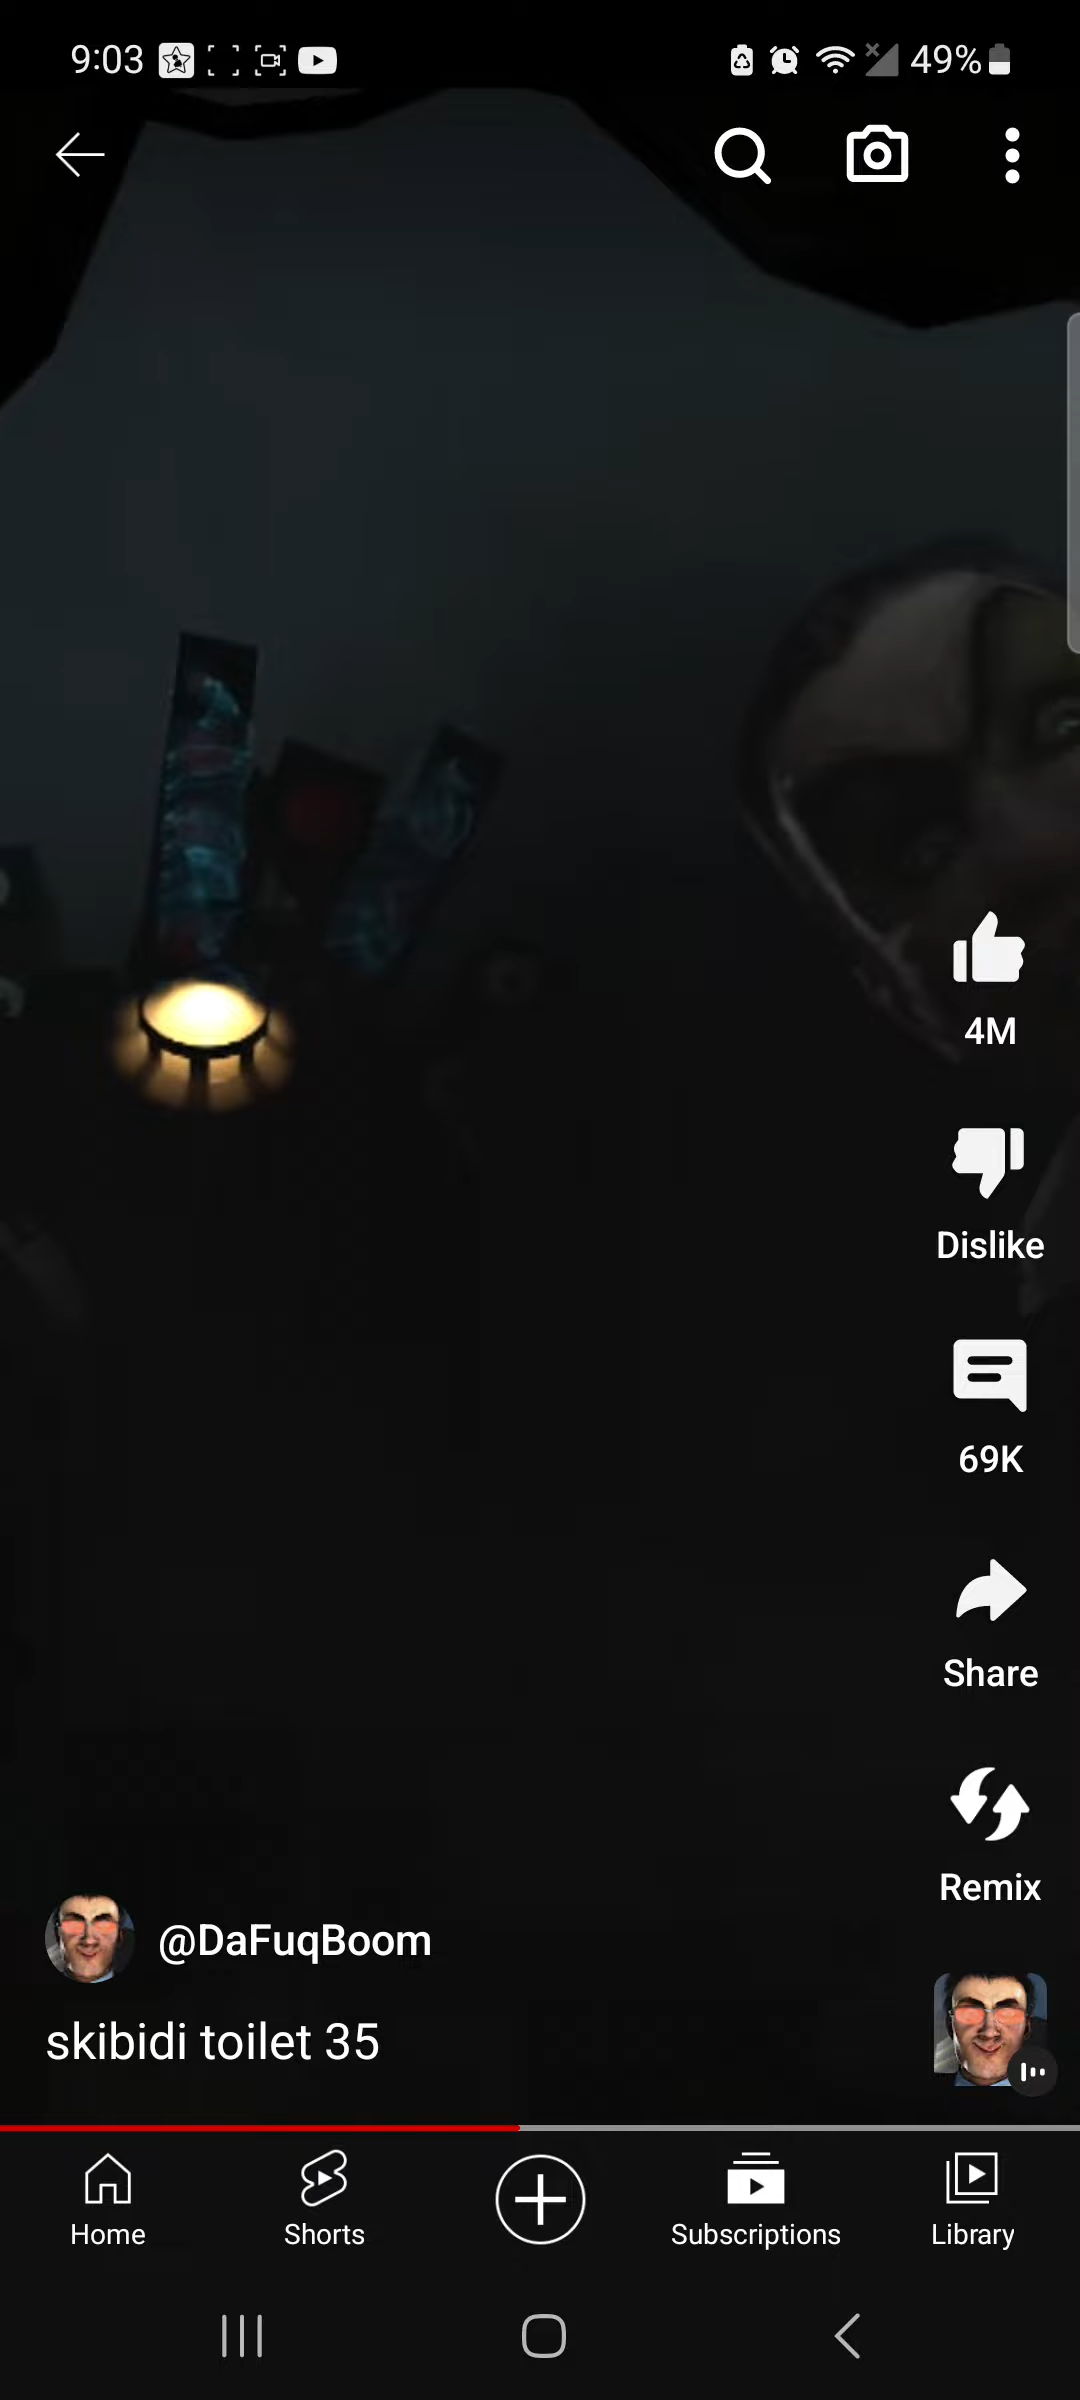 9:03
49%
4M
Dislike
69K
Share
Remix
@DaFuqBoom
skibidi toilet 35
Home
Shorts
Subscriptions
Library